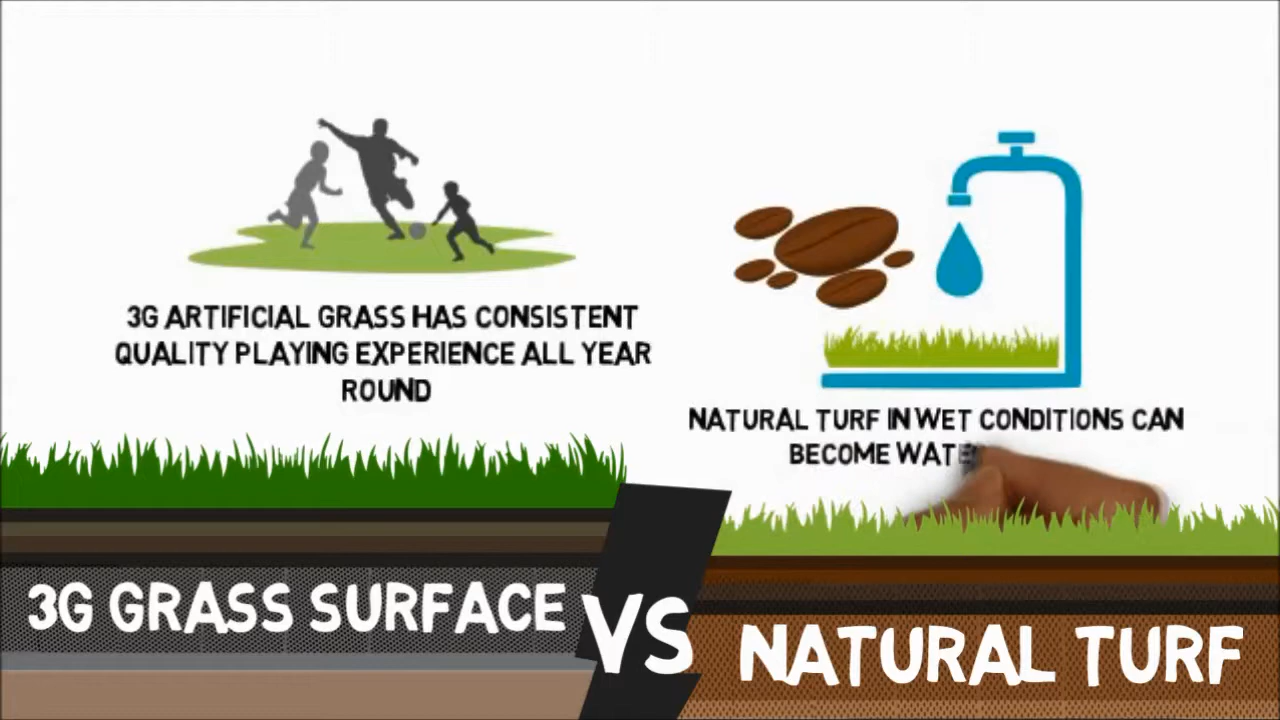 3G ARTIFICIAL GRASS HAS CONSISTENT
QUALITY PLAYING EXPERIENCE ALL YEAR
ROUND
NATURAL TURF IN WET CONDITIONS CAN
BECOME
3G GRASS SURFACE
VS
NATURAL TURF